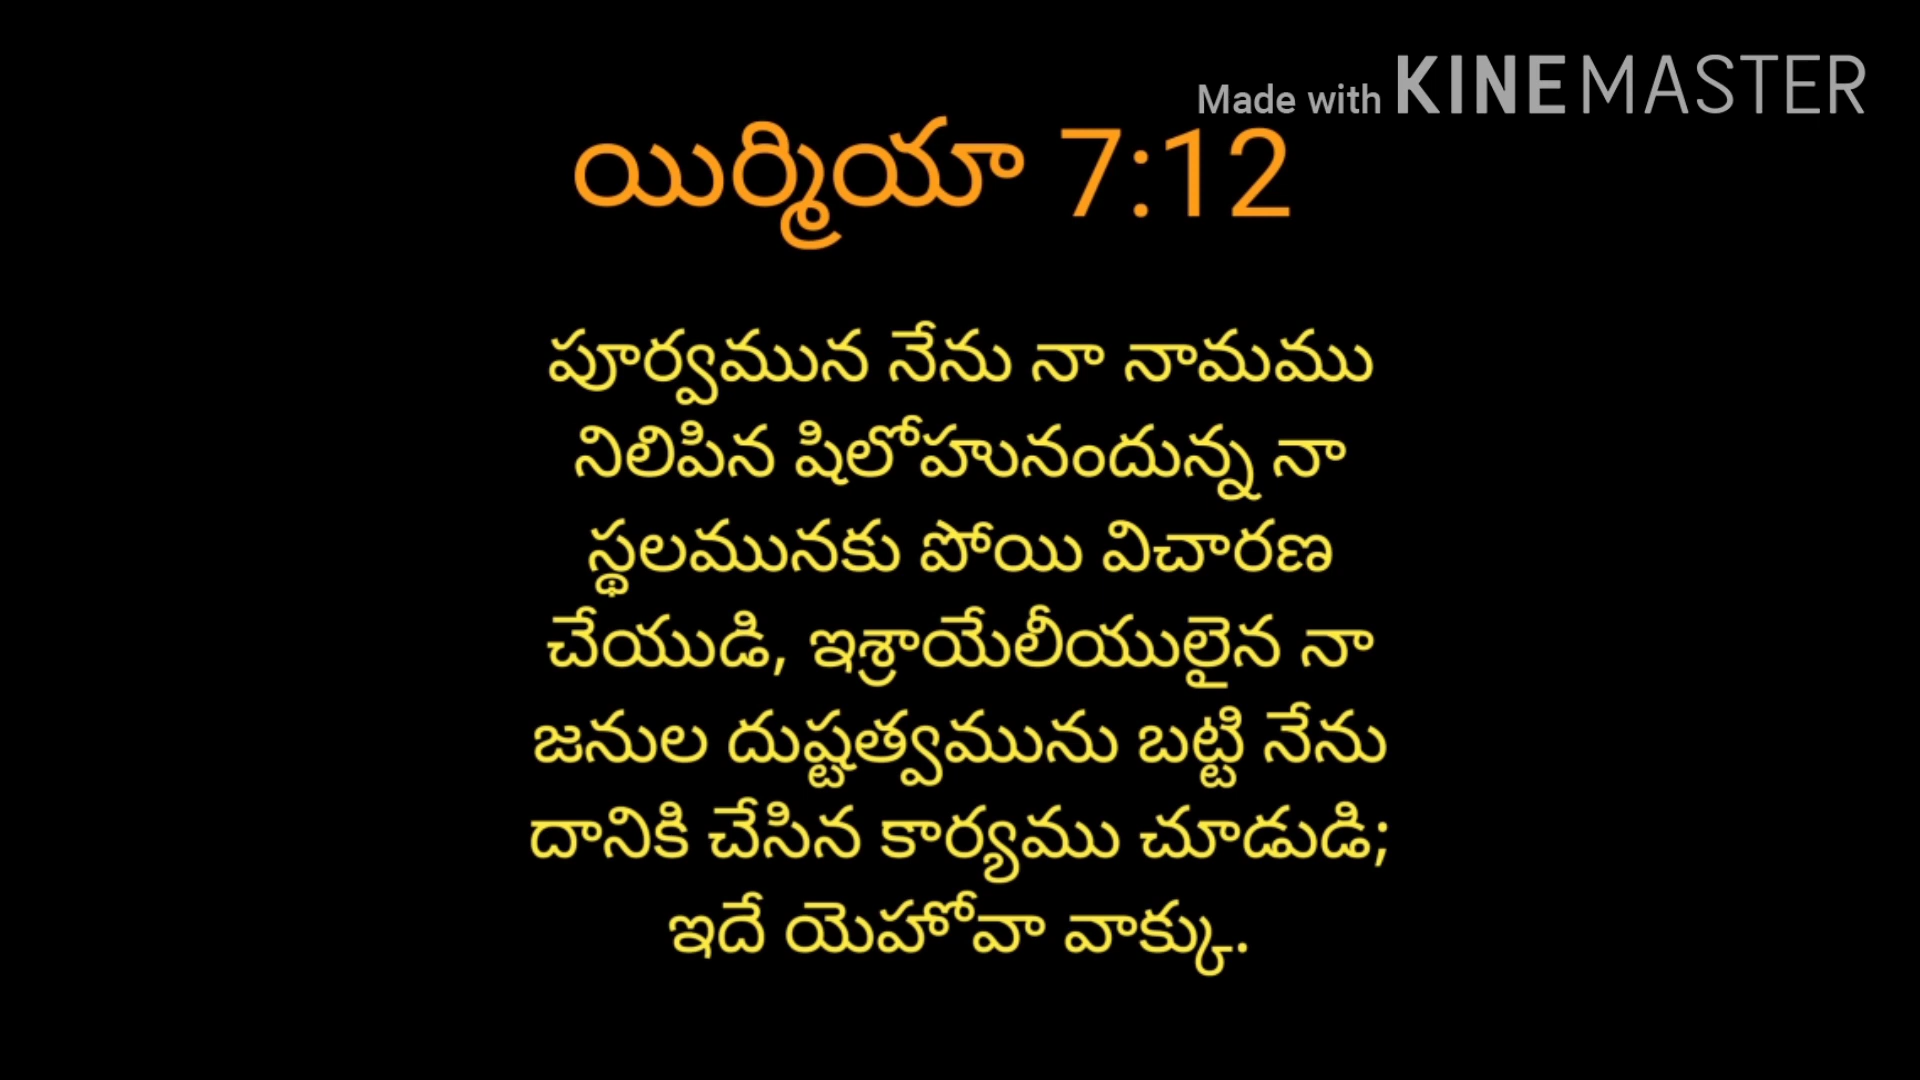 Made with KINEMASTER
యిర్మియా 7:12
పూర్వమున నేను నా నామము
నిలిపిన షిలోహునందున్న నా
స్థలమునకు పోయి విచారణ
చేయుడి, ఇశ్రాయేలీయులైన నా
జనుల దుష్టత్వమును బట్టి నేను
దానికి చేసిన కార్యము చూడుడి;
ఇదే యెహోవా వాక్కు.